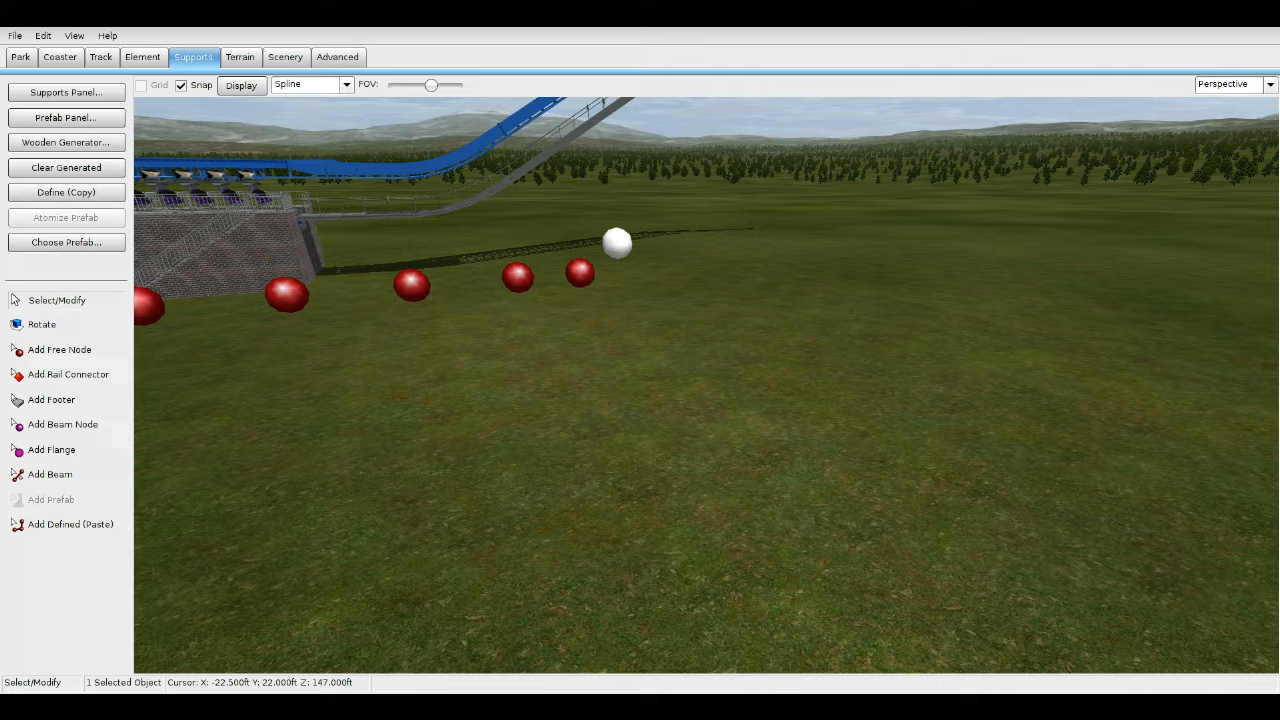 File Edit View Help
Park Coaster Track Element Supports Terrain Scenery Advanced
Grid Snap Display Spline FOV: Perspective
Supports Panel...
Prefab Panel...
Wooden Generator...
Clear Generated
Define (Copy)
Atomize Prefab
Choose Prefab...
Select/Modify
Rotate
Add Free Node
Add Rail Connector
Add Footer
Add Beam Node
Add Flange
Add Beam
Add Prefab
Add Defined (Paste)
Select/Modify 1 Selected Object Cursor: X: -22.500ft Y: 22.000ft Z: 147.000ft